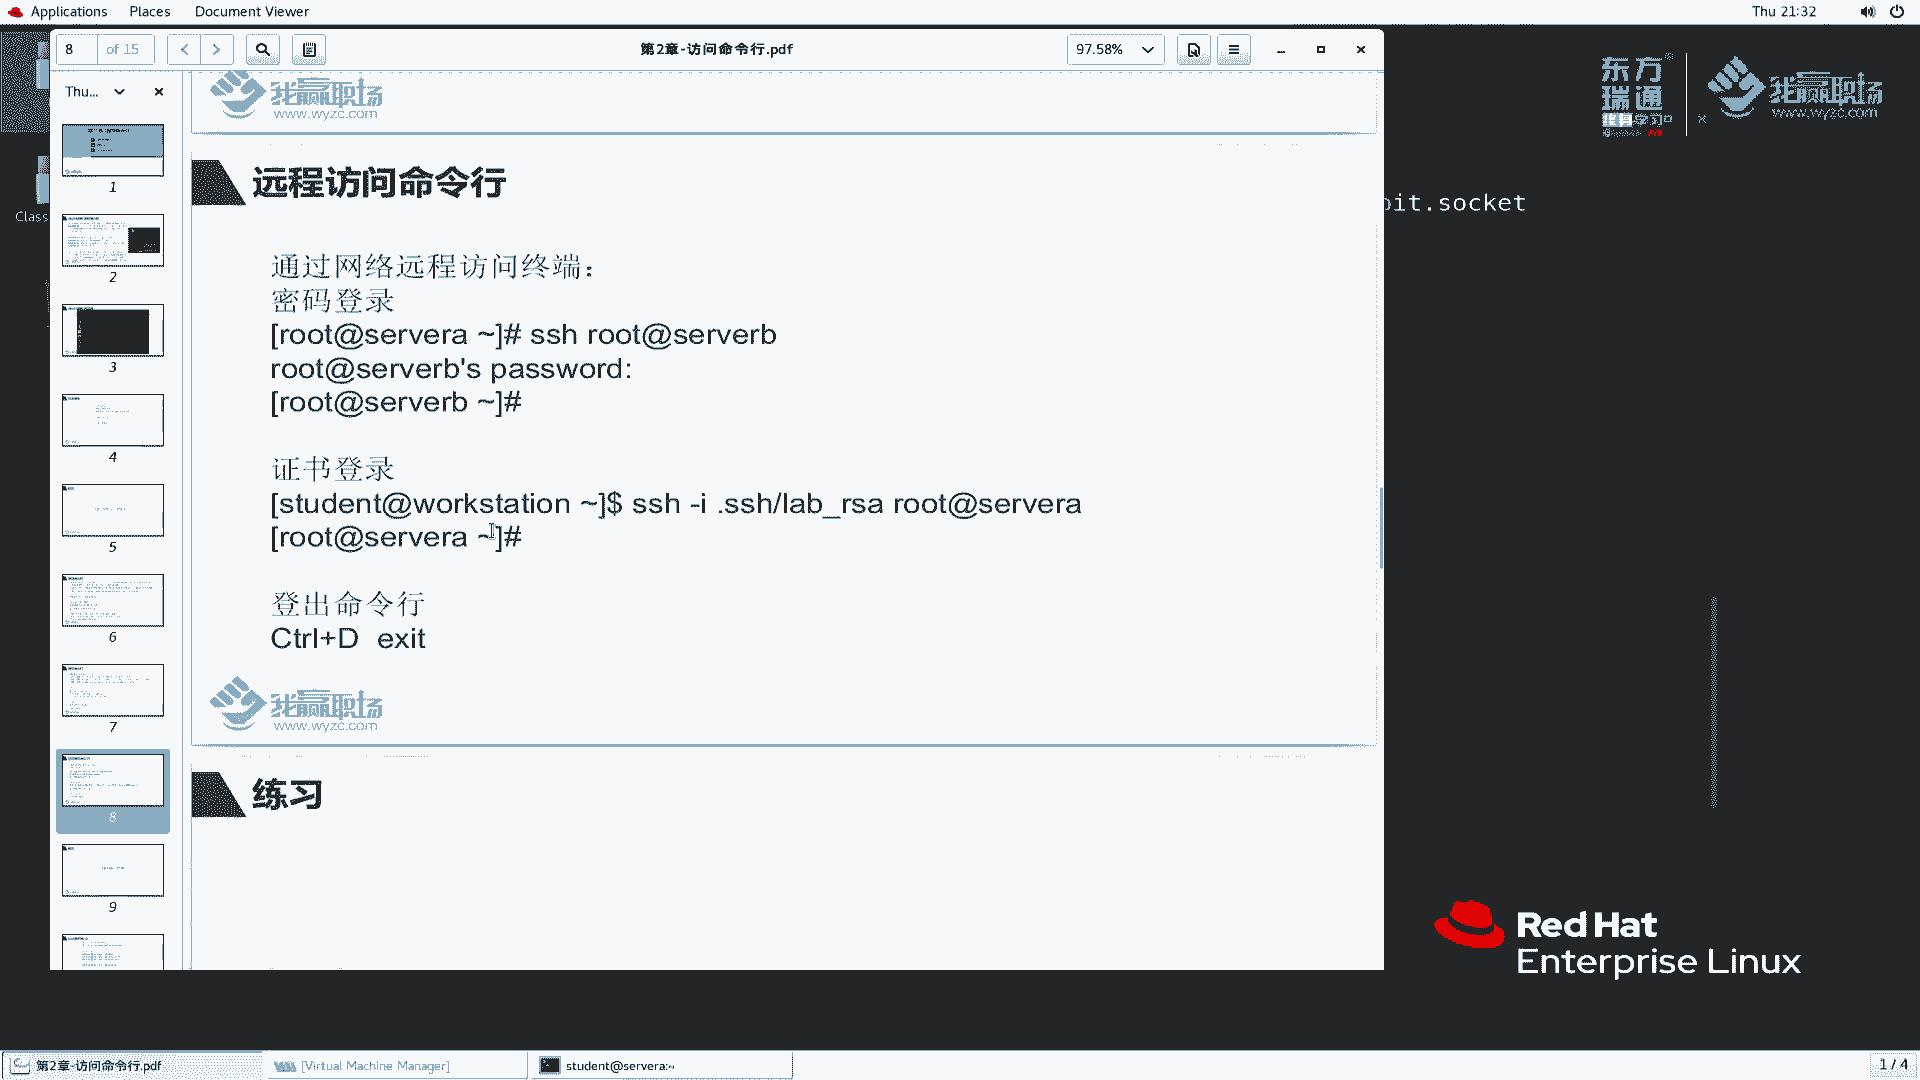 Applications Places Document Viewer Thu 21:32
8 of 15 第2章-访问命令行.pdf 97.58%
Thu...
1
2
3
4
5
6
7
8
9
Class
我赢职场
www.wyzc.com
远程访问命令行
通过网络远程访问终端：
密码登录
[root@servera ~]# ssh root@serverb
root@serverb's password:
[root@serverb ~]#
证书登录
[student@workstation ~]$ ssh -i .ssh/lab_rsa root@servera
[root@servera ~]#
登出命令行
Ctrl+D exit
我赢职场
www.wyzc.com
练习
东方
瑞通
终身学习
我赢职场
www.wyzc.com
it.socket
Red Hat
Enterprise Linux
第2章-访问命令行.pdf [Virtual Machine Manager] student@servera:~ 1 / 4